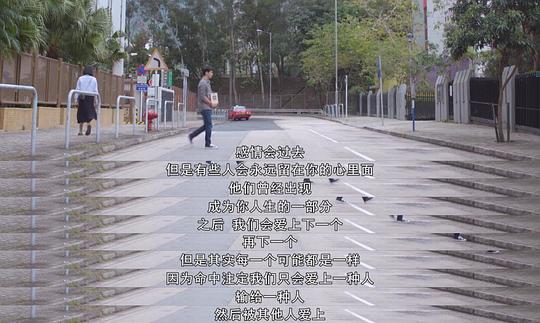 感情会过去
但是有些人会永远留在你的心里面
他们曾经出现
成为你人生的一部分
之后 我们会爱上下一个
再下一个
但是其实每一个可能都是一样
因为命中注定我们只会爱上一种人
输给一种人
然后被其他人爱上